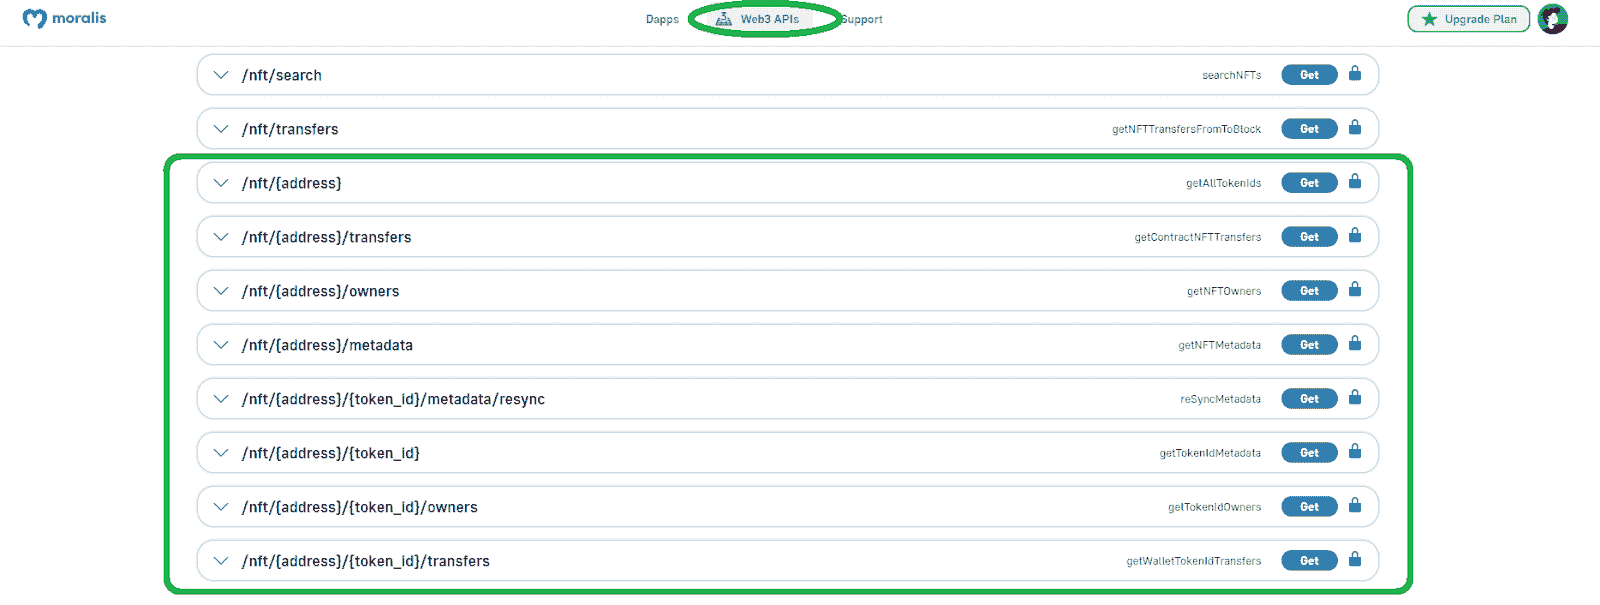 moralis Dapps Web3 APIs Support Upgrade Plan
/nft/search searchNFTs Get
/nft/transfers getNFTTransfersFromToBlock Get
/nft/{address} getAllTokenIds Get
/nft/{address}/transfers getContractNFTTransfers Get
/nft/{address}/owners getNFTOwners Get
/nft/{address}/metadata getNFTMetadata Get
/nft/{address}/{token_id}/metadata/resync reSyncMetadata Get
/nft/{address}/{token_id} getTokenIdMetadata Get
/nft/{address}/{token_id}/owners getTokenIdOwners Get
/nft/{address}/{token_id}/transfers getWalletTokenIdTransfers Get